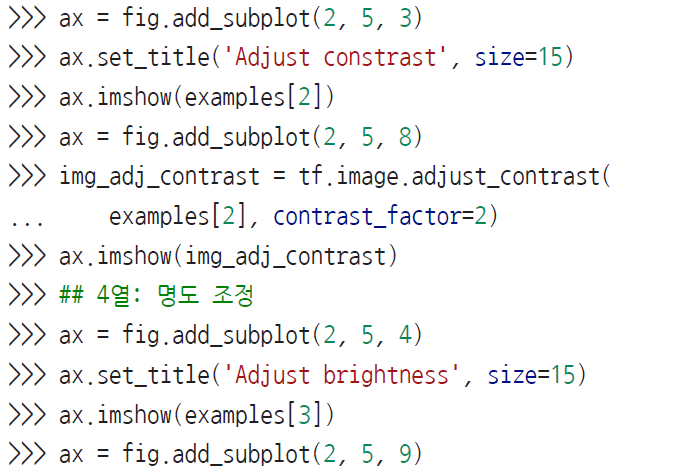 >>> ax = fig.add_subplot(2, 5, 3)
>>> ax.set_title('Adjust constrast', size=15)
>>> ax.imshow(examples[2])
>>> ax = fig.add_subplot(2, 5, 8)
>>> img_adj_contrast = tf.image.adjust_contrast(
...     examples[2], contrast_factor=2)
>>> ax.imshow(img_adj_contrast)
>>> ## 4열: 명도 조정
>>> ax = fig.add_subplot(2, 5, 4)
>>> ax.set_title('Adjust brightness', size=15)
>>> ax.imshow(examples[3])
>>> ax = fig.add_subplot(2, 5, 9)